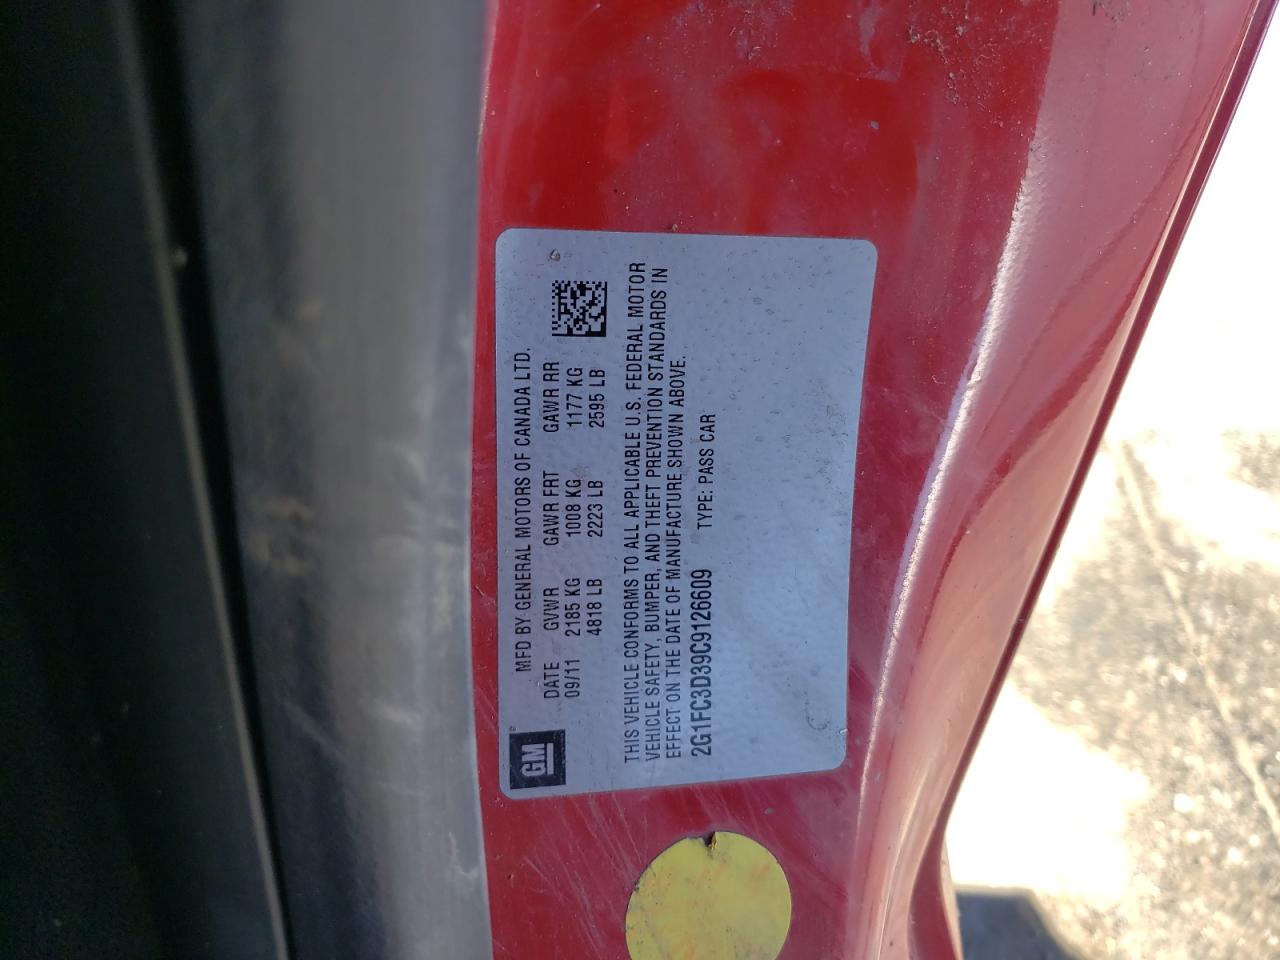 GM®
MFD BY GENERAL MOTORS OF CANADA LTD.
DATE GVWR GAWR FRT GAWR RR
09/11 2185 KG 1008 KG 1177 KG
4818 LB 2223 LB 2595 LB
THIS VEHICLE CONFORMS TO ALL APPLICABLE U.S. FEDERAL MOTOR
VEHICLE SAFETY, BUMPER, AND THEFT PREVENTION STANDARDS IN
EFFECT ON THE DATE OF MANUFACTURE SHOWN ABOVE.
2G1FC3D39C9126609 TYPE: PASS CAR